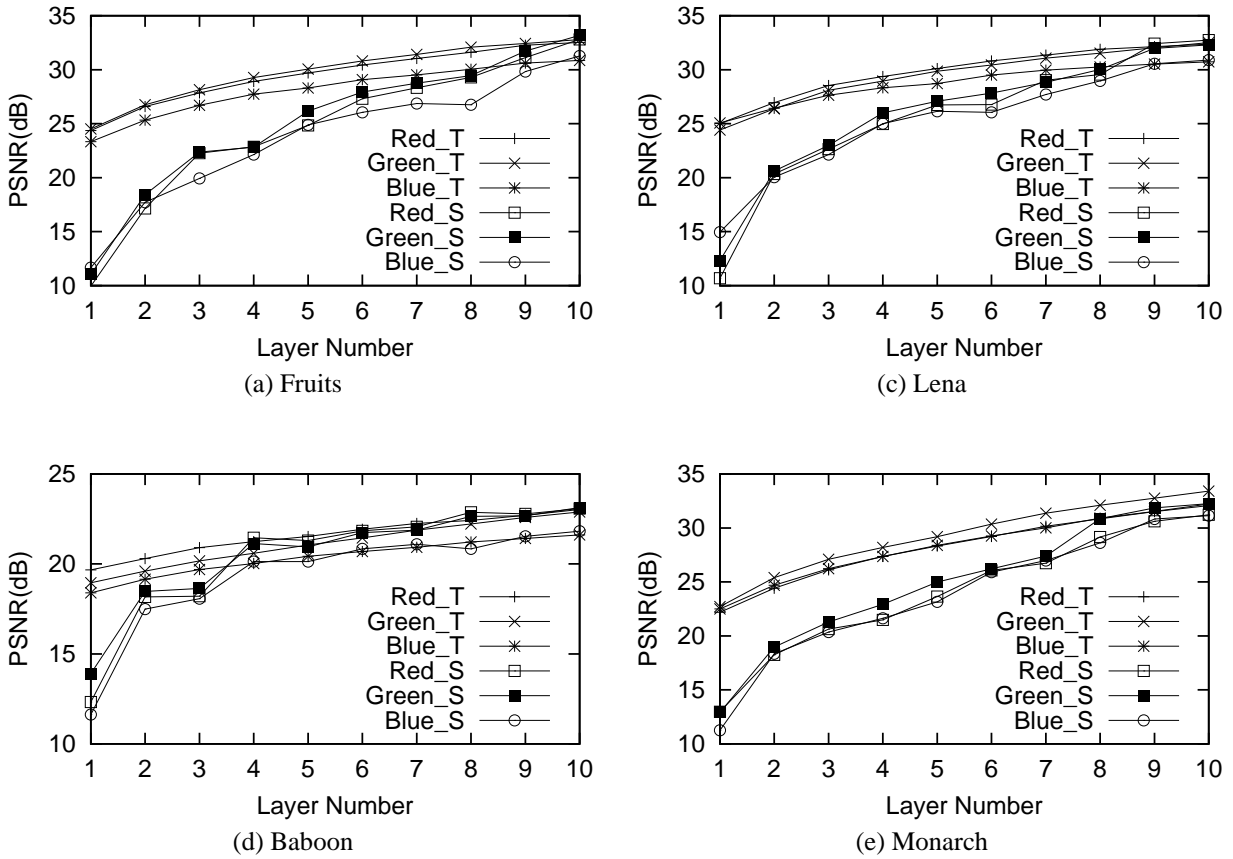 35
30
25
20
15
10
PSNR(dB)
1 2 3 4 5 6 7 8 9 10
Layer Number
Red_T
Green_T
Blue_T
Red_S
Green_S
Blue_S
(a) Fruits
35
30
25
20
15
10
PSNR(dB)
1 2 3 4 5 6 7 8 9 10
Layer Number
Red_T
Green_T
Blue_T
Red_S
Green_S
Blue_S
(c) Lena
25
20
15
10
PSNR(dB)
1 2 3 4 5 6 7 8 9 10
Layer Number
Red_T
Green_T
Blue_T
Red_S
Green_S
Blue_S
(d) Baboon
35
30
25
20
15
10
PSNR(dB)
1 2 3 4 5 6 7 8 9 10
Layer Number
Red_T
Green_T
Blue_T
Red_S
Green_S
Blue_S
(e) Monarch